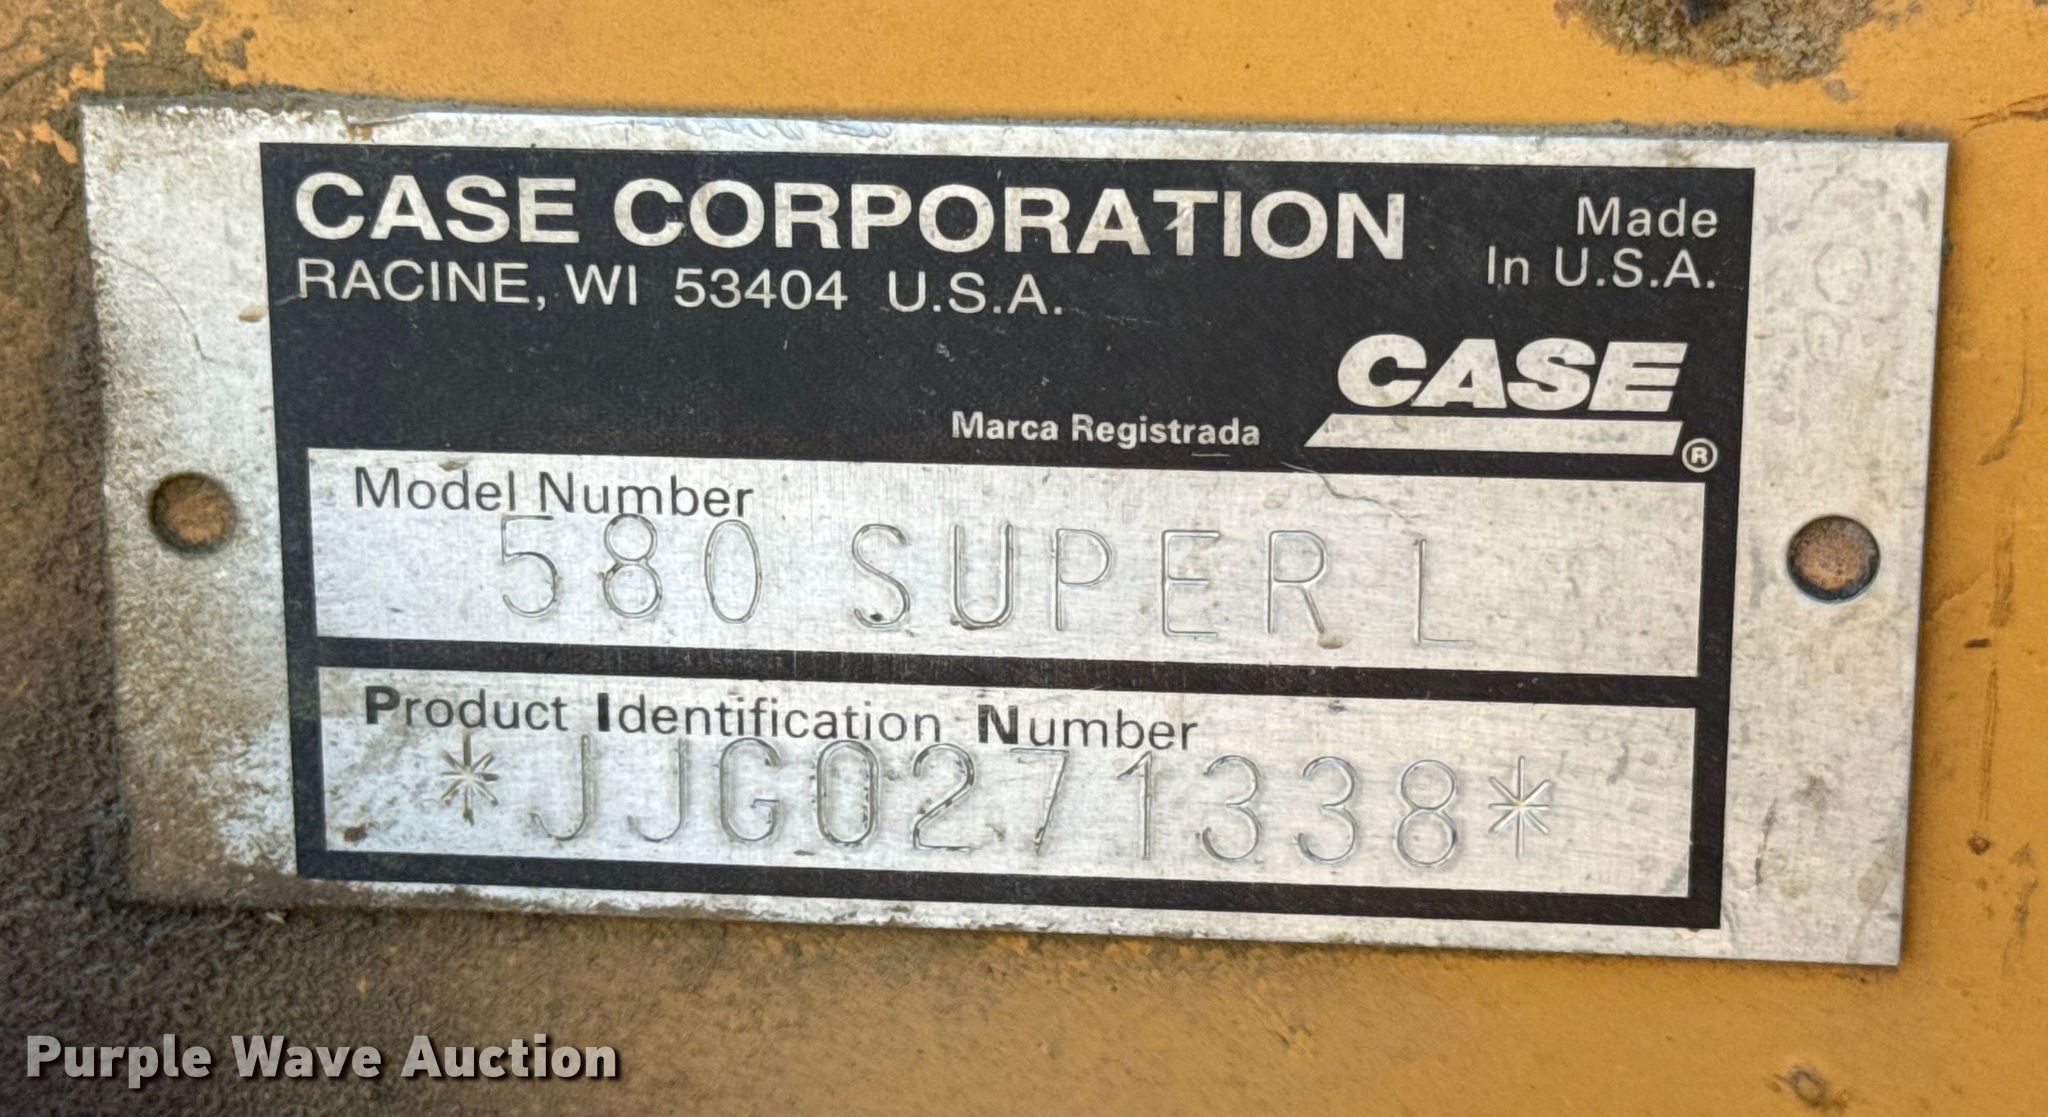 CASE CORPORATION
RACINE, WI 53404 U.S.A.
Made
In U.S.A.
CASE
Marca Registrada
®
Model Number
580 SUPER L
Product Identification Number
*JJG0271338*
Purple Wave Auction